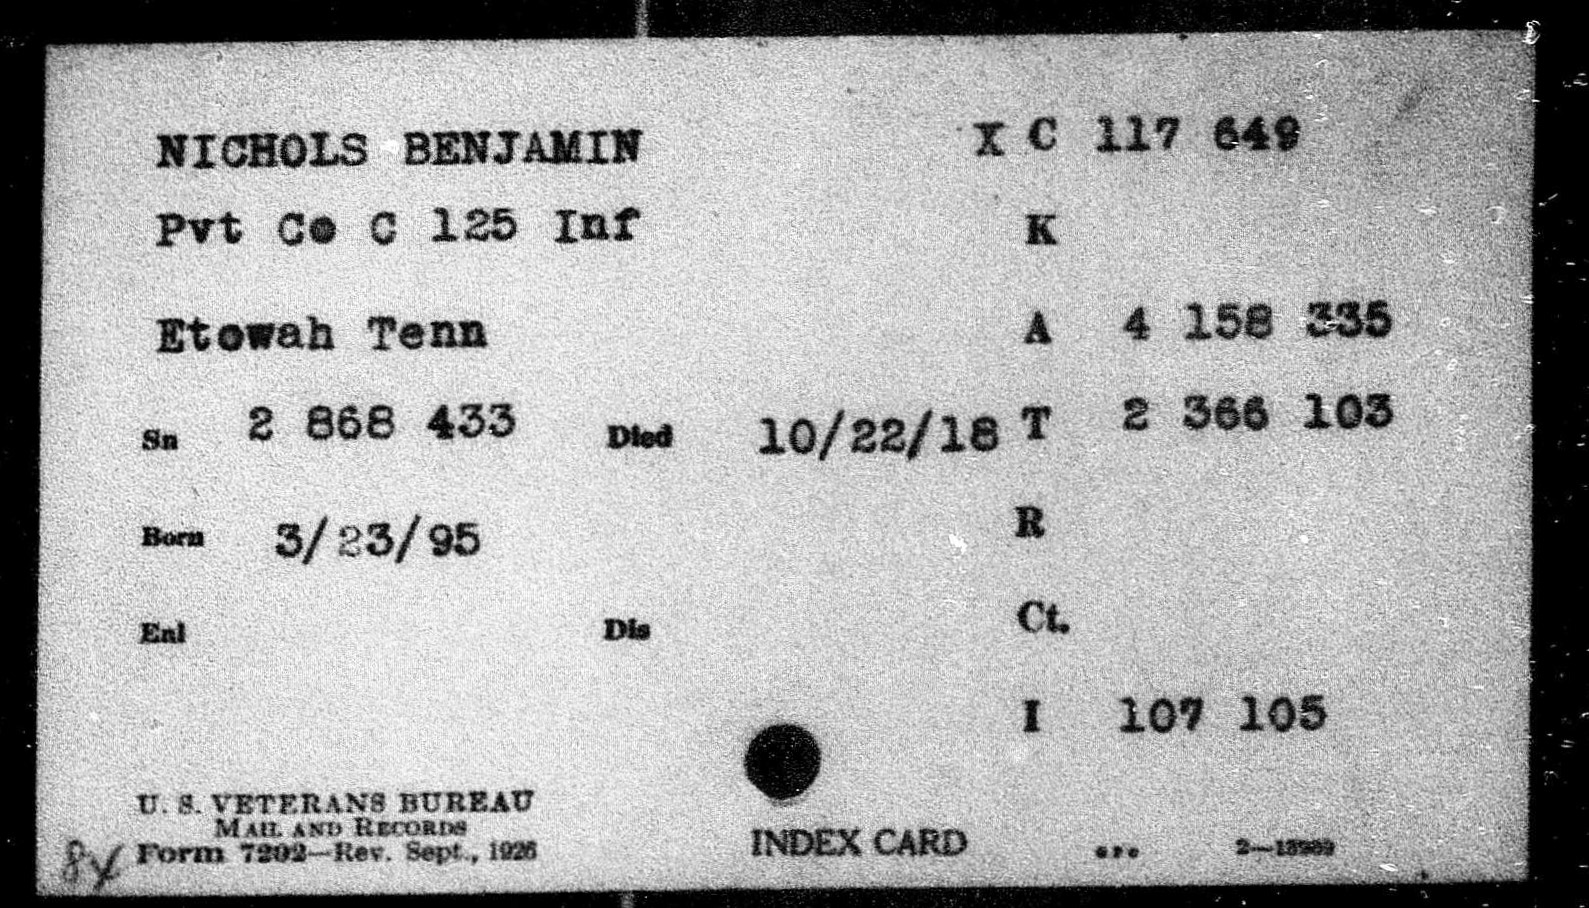 NICHOLS BENJAMIN X C 117 649
Pvt Co C 125 Inf K
Etowah Tenn A 4 158 335
Sn 2 868 433 Died 10/22/18 T 2 366 103
Born 3/23/95 R
Enl Dis Ct.
I 107 105
U. S. VETERANS BUREAU
MAIL AND RECORDS
Form 7202—Rev. Sept., 1926 INDEX CARD